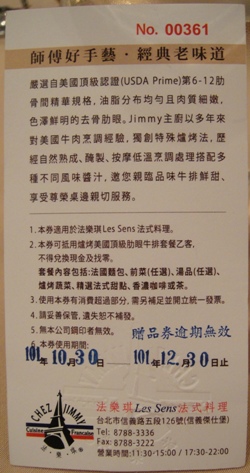 No. 00361
師傅好手藝・經典老味道
嚴選自美國頂級認證(USDA Prime)第6-12肋
骨間精華規格，油脂分布均勻且肉質細嫩，
色澤鮮明的去骨肋眼。Jimmy主廚以多年來
對美國牛肉烹調經驗，獨創特殊爐烤法，歷
經自然熟成、醃製、按摩低溫烹調處理搭配多
種不同風味醬汁，邀您親臨品味牛排鮮甜、
享受尊榮桌邊親切服務。
1.本券適用於法樂琪Les Sens法式料理。
2.本券可抵用爐烤美國頂級肋眼牛排套餐乙客，
不得兌換現金及找零。
套餐內容包括:法國麵包、前菜(任選)、湯品(任選)、
爐烤蔬菜、精選法式甜點、香濃咖啡或茶。
3.使用本券有消費超過部分，需另補足並開立統一發票。
4.請妥善保管，遺失恕不補發。
5.無本公司鋼印者無效。
贈品券逾期無效
6.本券使用期間:
101年10月30日 101年12月30日止
CHEZ JIMMY
Cuisine Francaise
法・樂・琪
法樂琪 Les Sens 法式料理
台北市信義路五段126號(信義傑仕堡)
Tel: 8788-3336
Fax: 8788-3222
營業時間:11:30-15:00 / 17:30-22:00